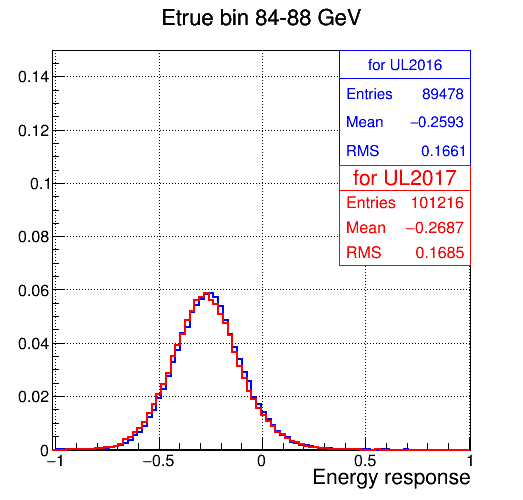 Etrue bin 84-88 GeV
for UL2016
Entries 89478
Mean −0.2593
RMS 0.1661
for UL2017
Entries 101216
Mean −0.2687
RMS 0.1685
0.14
0.12
0.1
0.08
0.06
0.04
0.02
0
−1 −0.5 0 0.5 1
Energy response